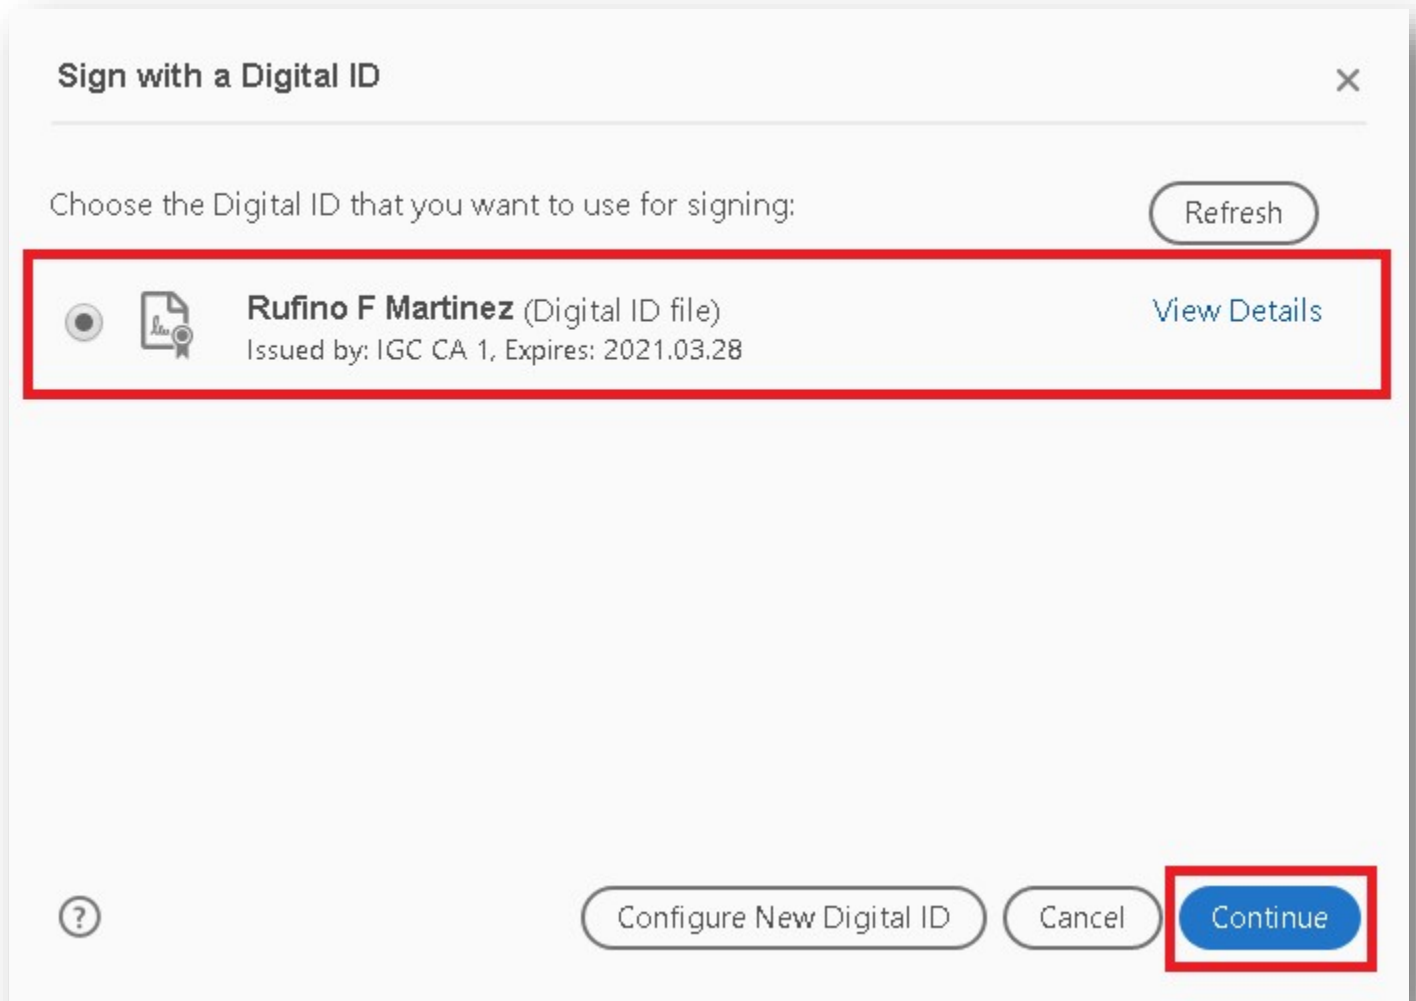 Sign with a Digital ID
Choose the Digital ID that you want to use for signing:
Refresh
Rufino F Martinez (Digital ID file)
View Details
Issued by: IGC CA 1, Expires: 2021.03.28
?
Configure New Digital ID
Cancel
Continue